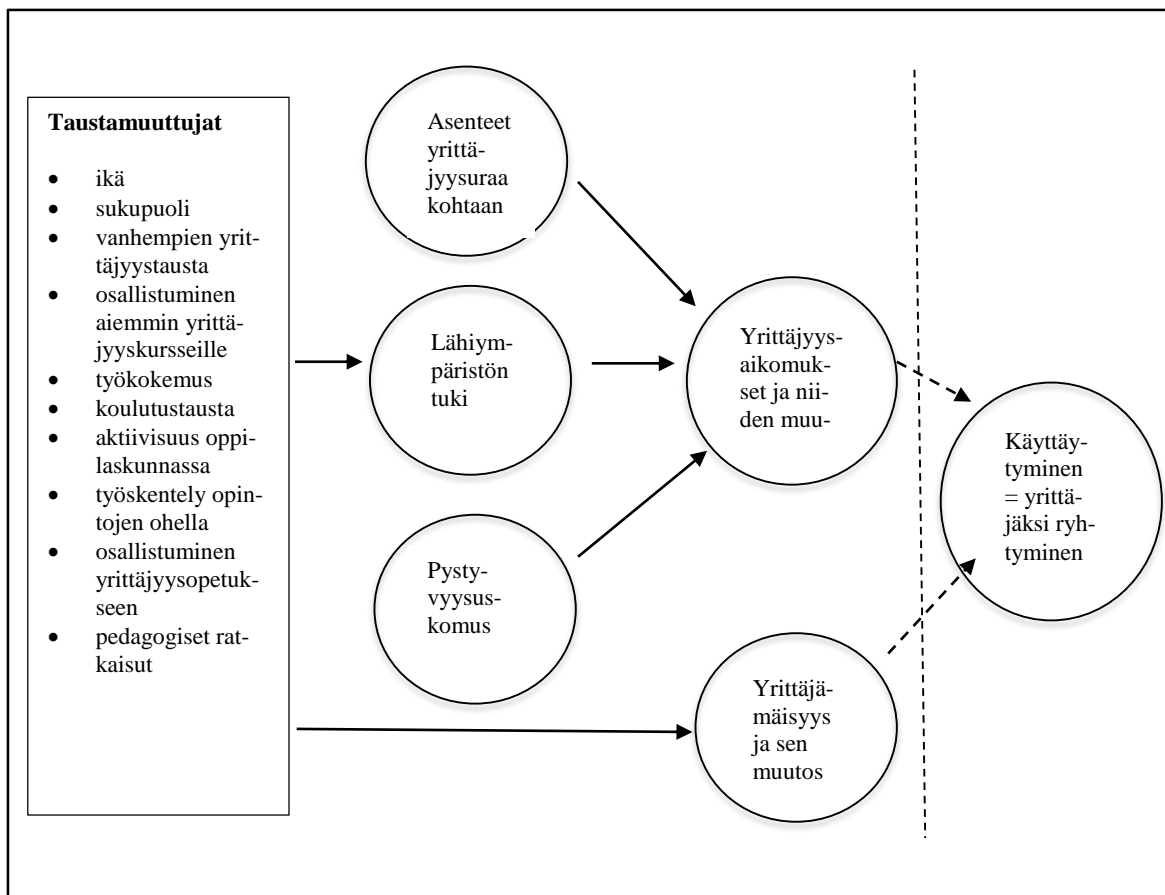 Taustamuuttujat
• ikä
• sukupuoli
• vanhempien yrit-
täjyystausta
• osallistuminen
aiemmin yrittä-
jyyskursseille
• työkokemus
• koulutustausta
• aktiivisuus oppi-
laskunnassa
• työskentely opin-
tojen ohella
• osallistuminen
yrittäjyysopetuk-
seen
• pedagogiset rat-
kaisut
Asenteet
yrittä-
jyysuraa
kohtaan
Lähiym-
päristön
tuki
Pysty-
vyysus-
komus
Yrittäjyys-
aikomuk-
set ja nii-
den muu-
Yrittäjä-
mäisyys
ja sen
muutos
Käyttäy-
tyminen
= yrittä-
jäksi ryh-
tyminen